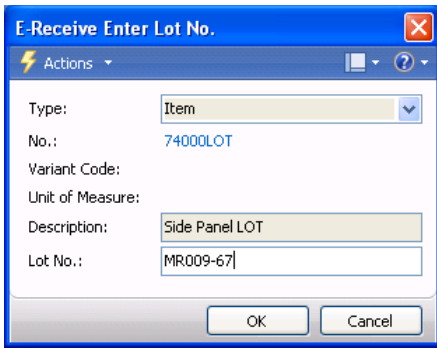 E-Receive Enter Lot No.
Actions
Type: Item
No.: 74000LOT
Variant Code:
Unit of Measure:
Description: Side Panel LOT
Lot No.: MR009-67
OK Cancel